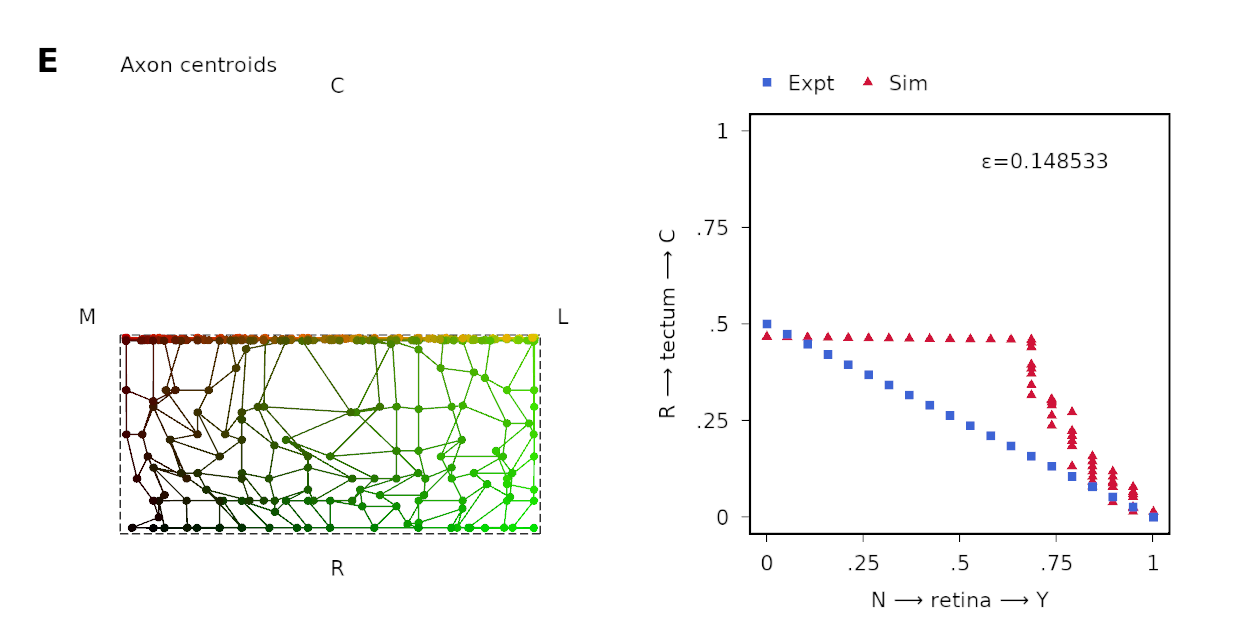 E
Axon centroids
C
M
L
R
Expt
Sim
ε=0.148533
1
.75
.5
.25
0
R ⟶ tectum ⟶ C
0
.25
.5
.75
1
N ⟶ retina ⟶ Y